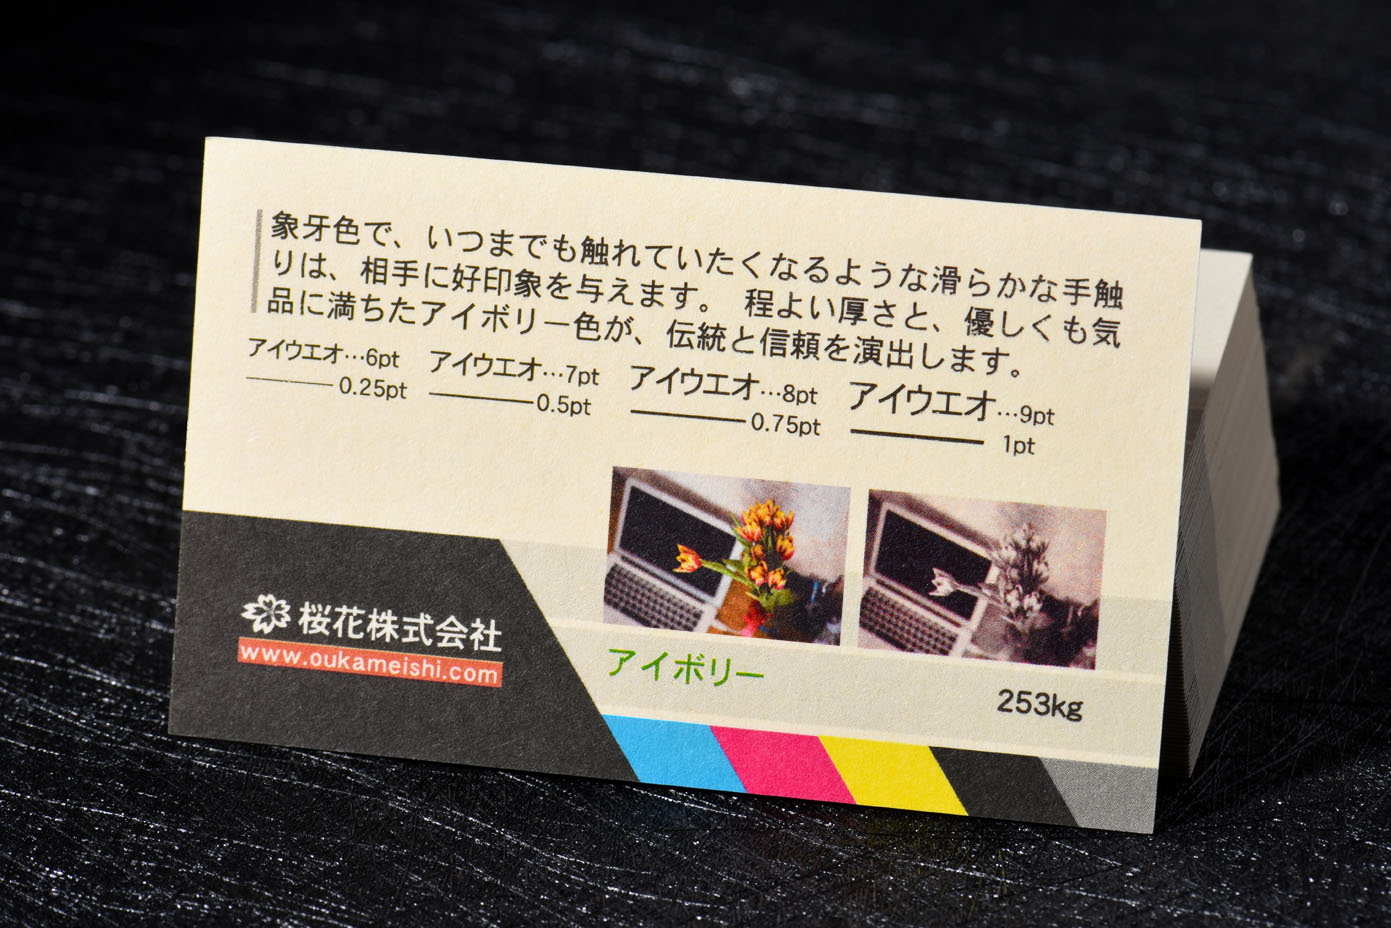 象牙色で、いつまでも触れていたくなるような滑らかな手触
りは、相手に好印象を与えます。 程よい厚さと、優しくも気
品に満ちたアイボリー色が、伝統と信頼を演出します。
アイウエオ…6pt アイウエオ…7pt アイウエオ…8pt アイウエオ…9pt
0.25pt 0.5pt 0.75pt 1pt
桜花株式会社
www.oukameishi.com
アイボリー
253kg